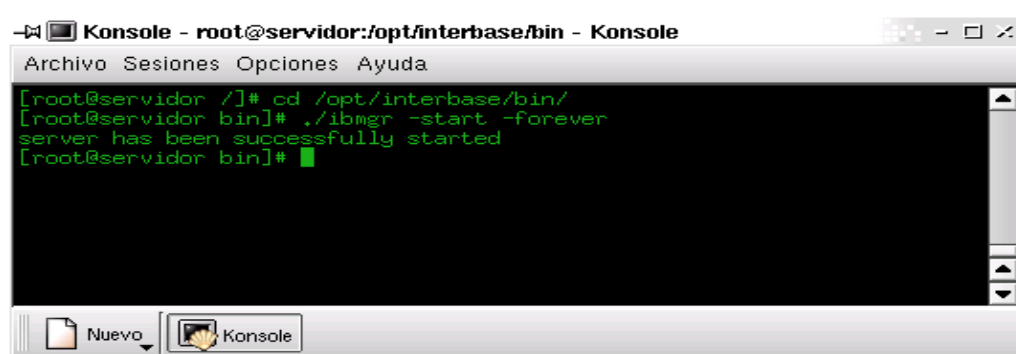 Konsole - root@servidor:/opt/interbase/bin - Konsole
Archivo Sesiones Opciones Ayuda
[root@servidor /]# cd /opt/interbase/bin/
[root@servidor bin]# ./ibmgr -start -forever
server has been successfully started
[root@servidor bin]#
Nuevo Konsole